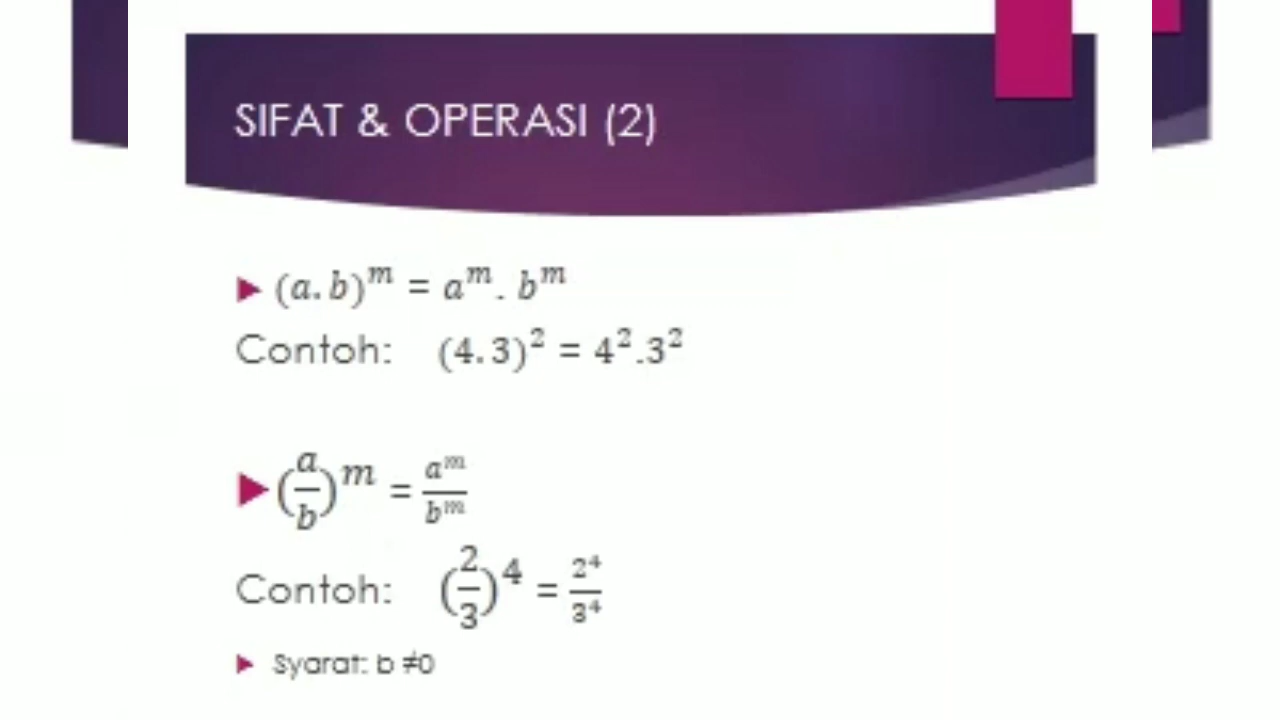 SIFAT & OPERASI (2)
(a.b)^m = a^m. b^m
Contoh: (4.3)^2 = 4^2.3^2
(a/b)^m = a^m/b^m
Contoh: (2/3)^4 = 2^4/3^4
Syarat: b ≠0